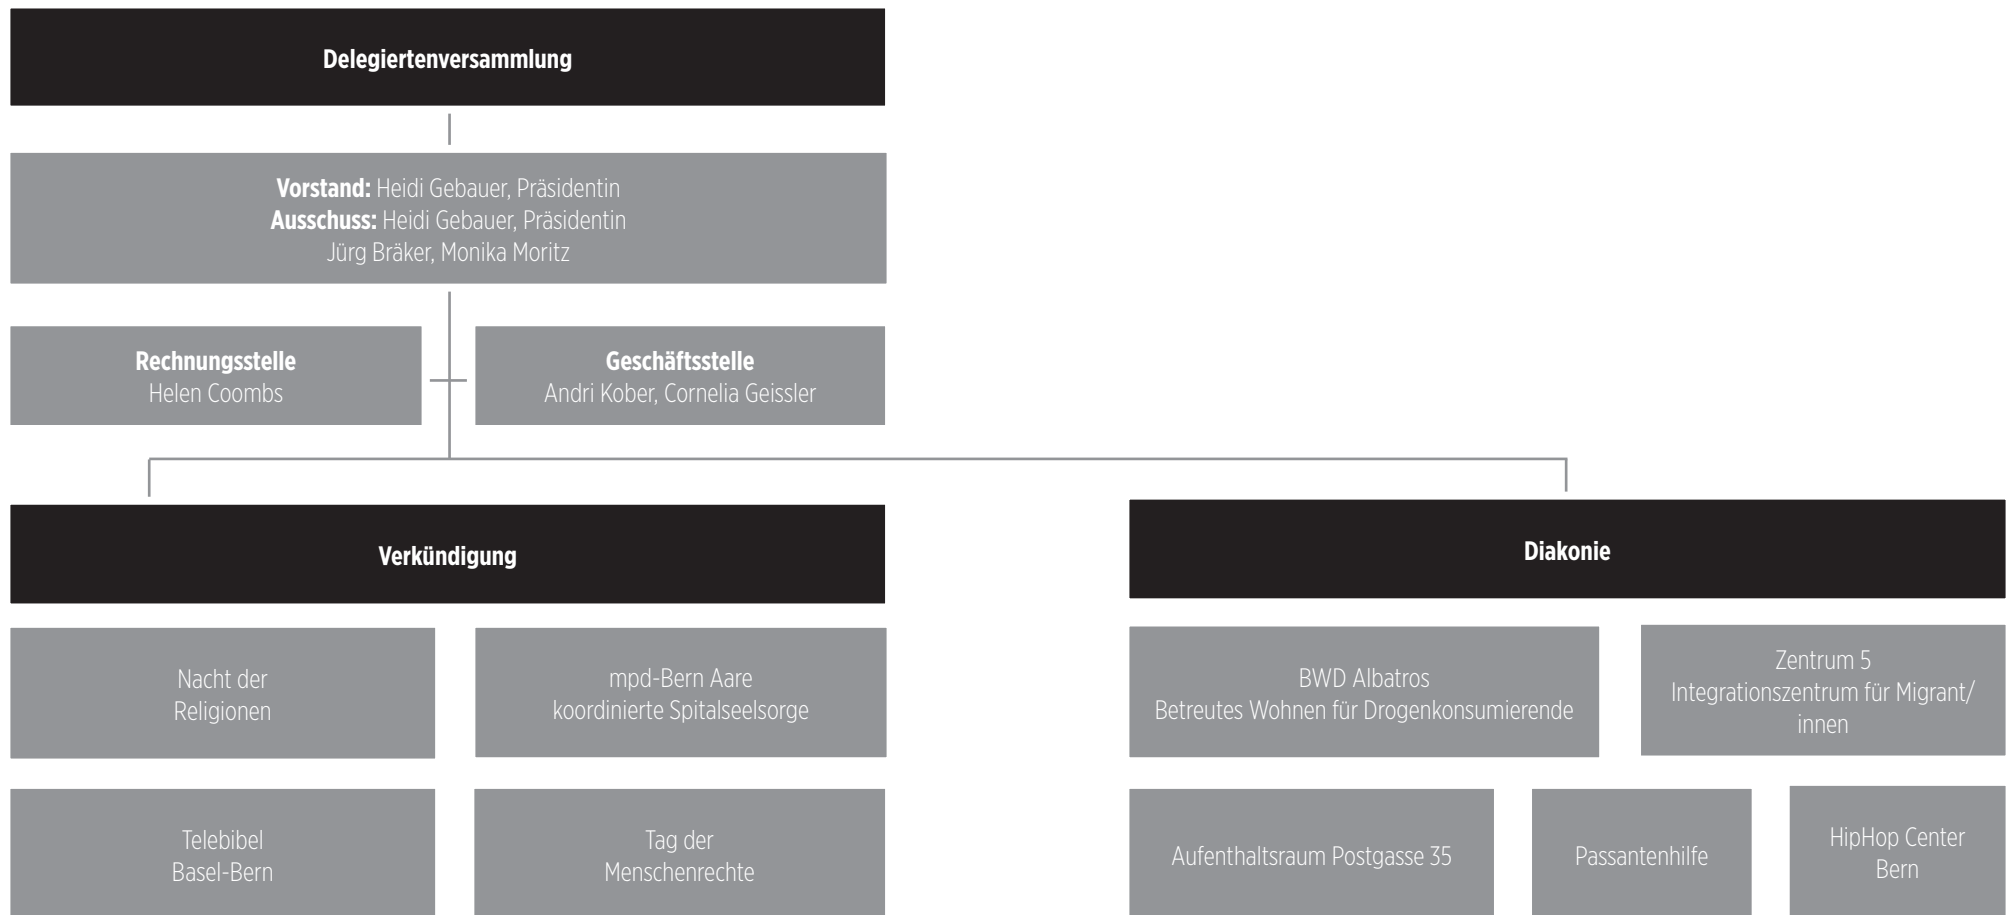 Delegiertenversammlung
Vorstand: Heidi Gebauer, Präsidentin
Ausschuss: Heidi Gebauer, Präsidentin
Jürg Bräker, Monika Moritz
Rechnungsstelle
Helen Coombs
Geschäftsstelle
Andri Kober, Cornelia Geissler
Verkündigung
Nacht der
Religionen
mpd-Bern Aare
koordinierte Spitalseelsorge
Telebibel
Basel-Bern
Tag der
Menschenrechte
Diakonie
BWD Albatros
Betreutes Wohnen für Drogenkonsumierende
Zentrum 5
Integrationszentrum für Migrant/
innen
Aufenthaltsraum Postgasse 35
Passantenhilfe
HipHop Center
Bern